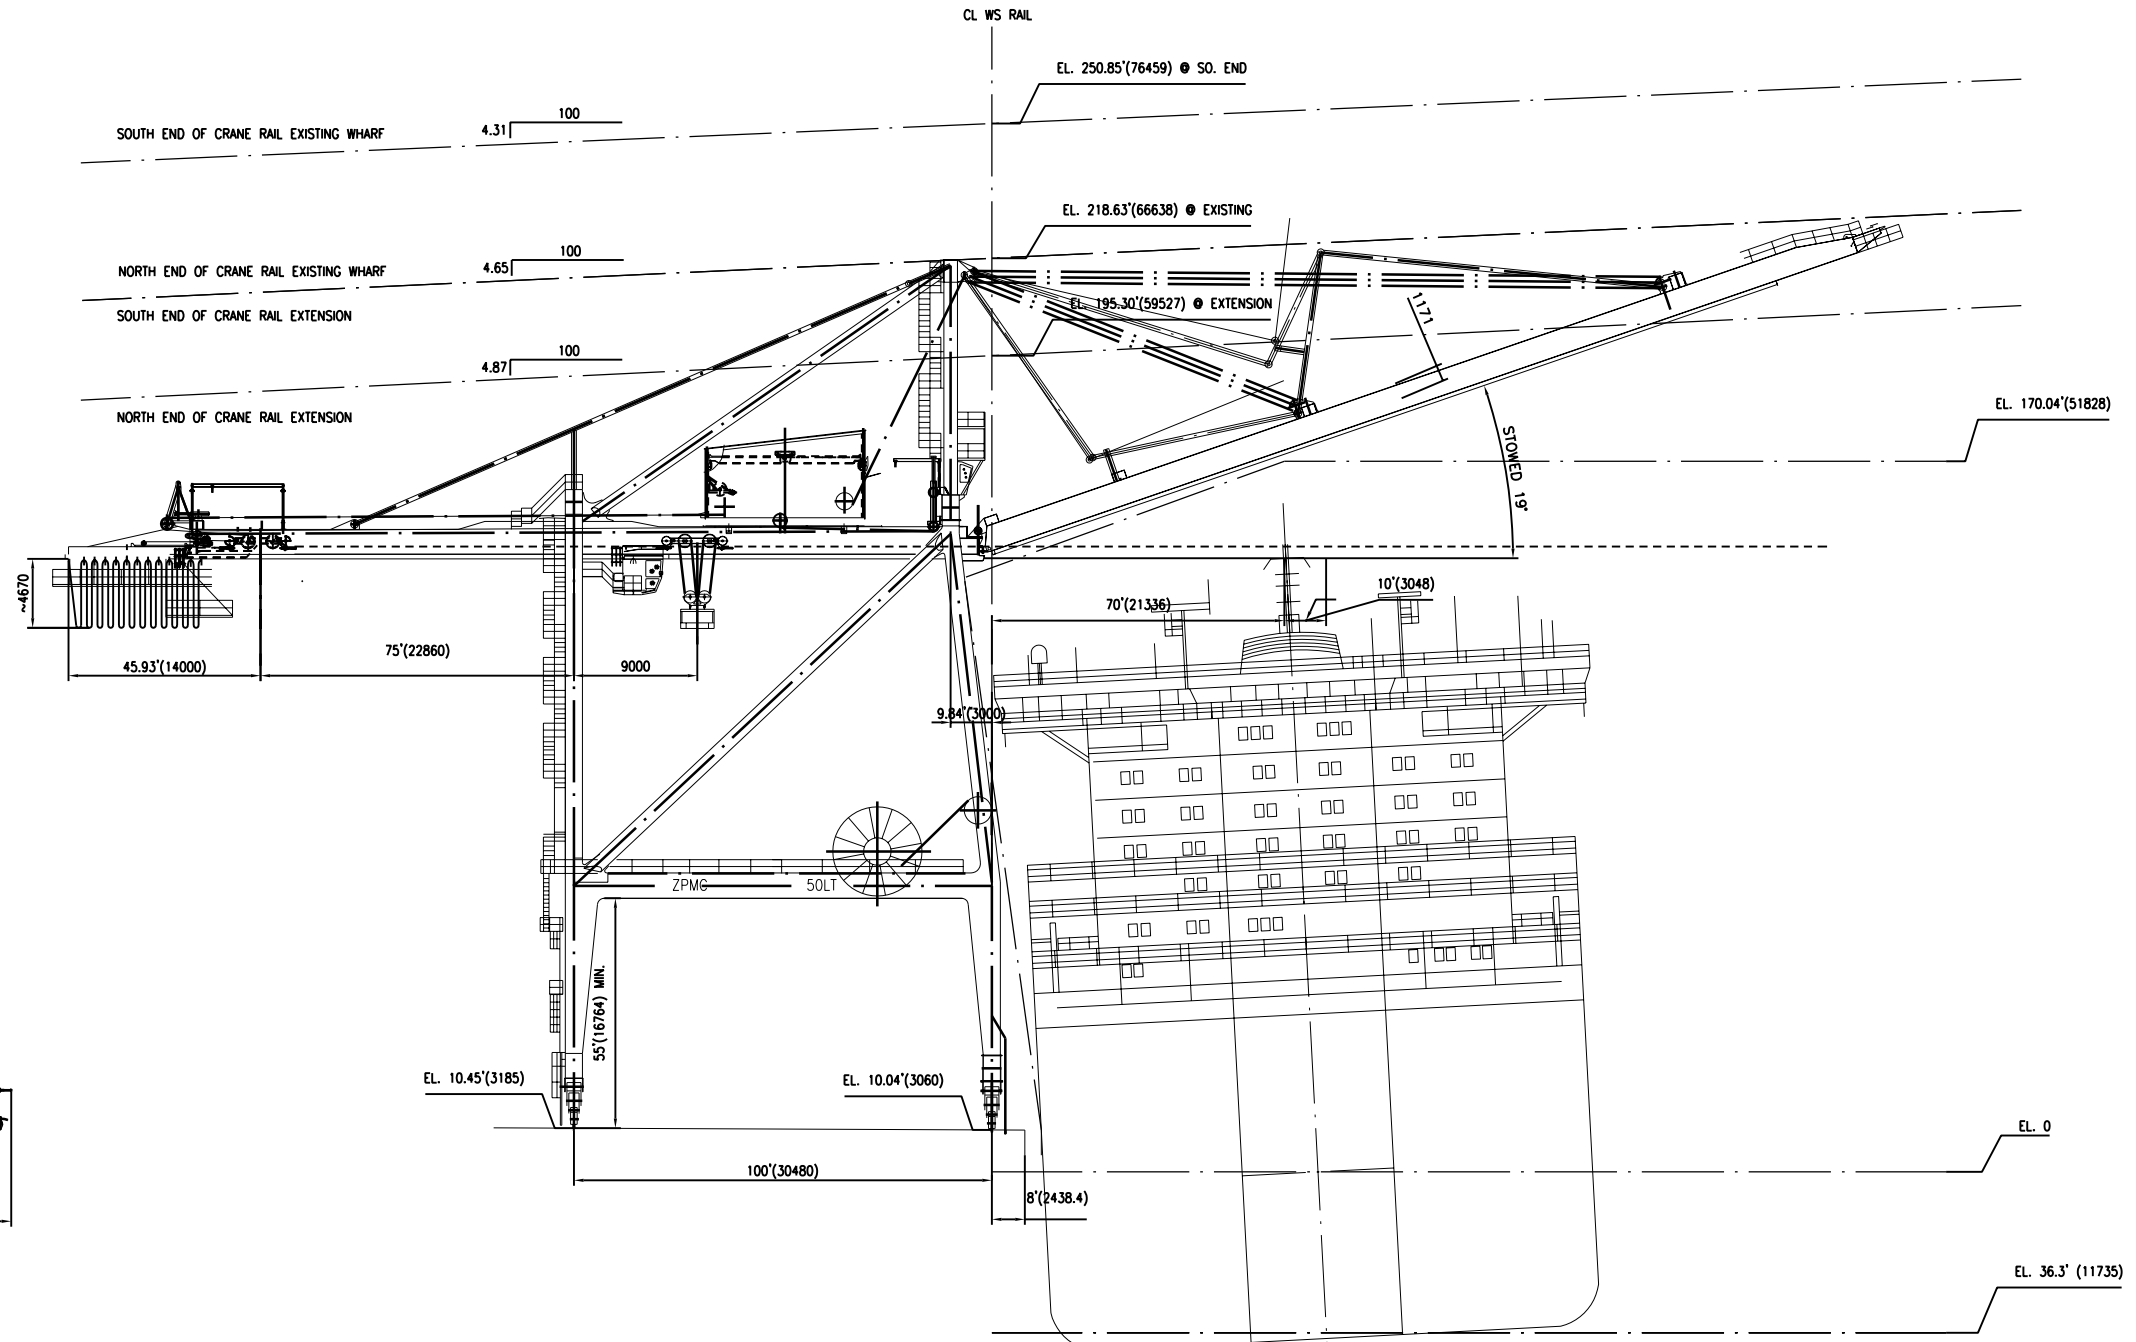 CL WS RAIL
EL. 250.85'(76459) @ SO. END
100
4.31
SOUTH END OF CRANE RAIL EXISTING WHARF
EL. 218.63'(66638) @ EXISTING
100
4.65
NORTH END OF CRANE RAIL EXISTING WHARF
SOUTH END OF CRANE RAIL EXTENSION
EL. 195.30'(59527) @ EXTENSION
1171
100
4.87
NORTH END OF CRANE RAIL EXTENSION
EL. 170.04'(51828)
STOWED 19°
~4670
10'(3048)
70'(21336)
45.93'(14000)
75'(22860)
9000
9.84'(3000)
ZPMC
50LT
55'(16764) MIN.
EL. 10.45'(3185)
EL. 10.04'(3060)
EL. 0
100'(30480)
8'(2438.4)
EL. 36.3' (11735)